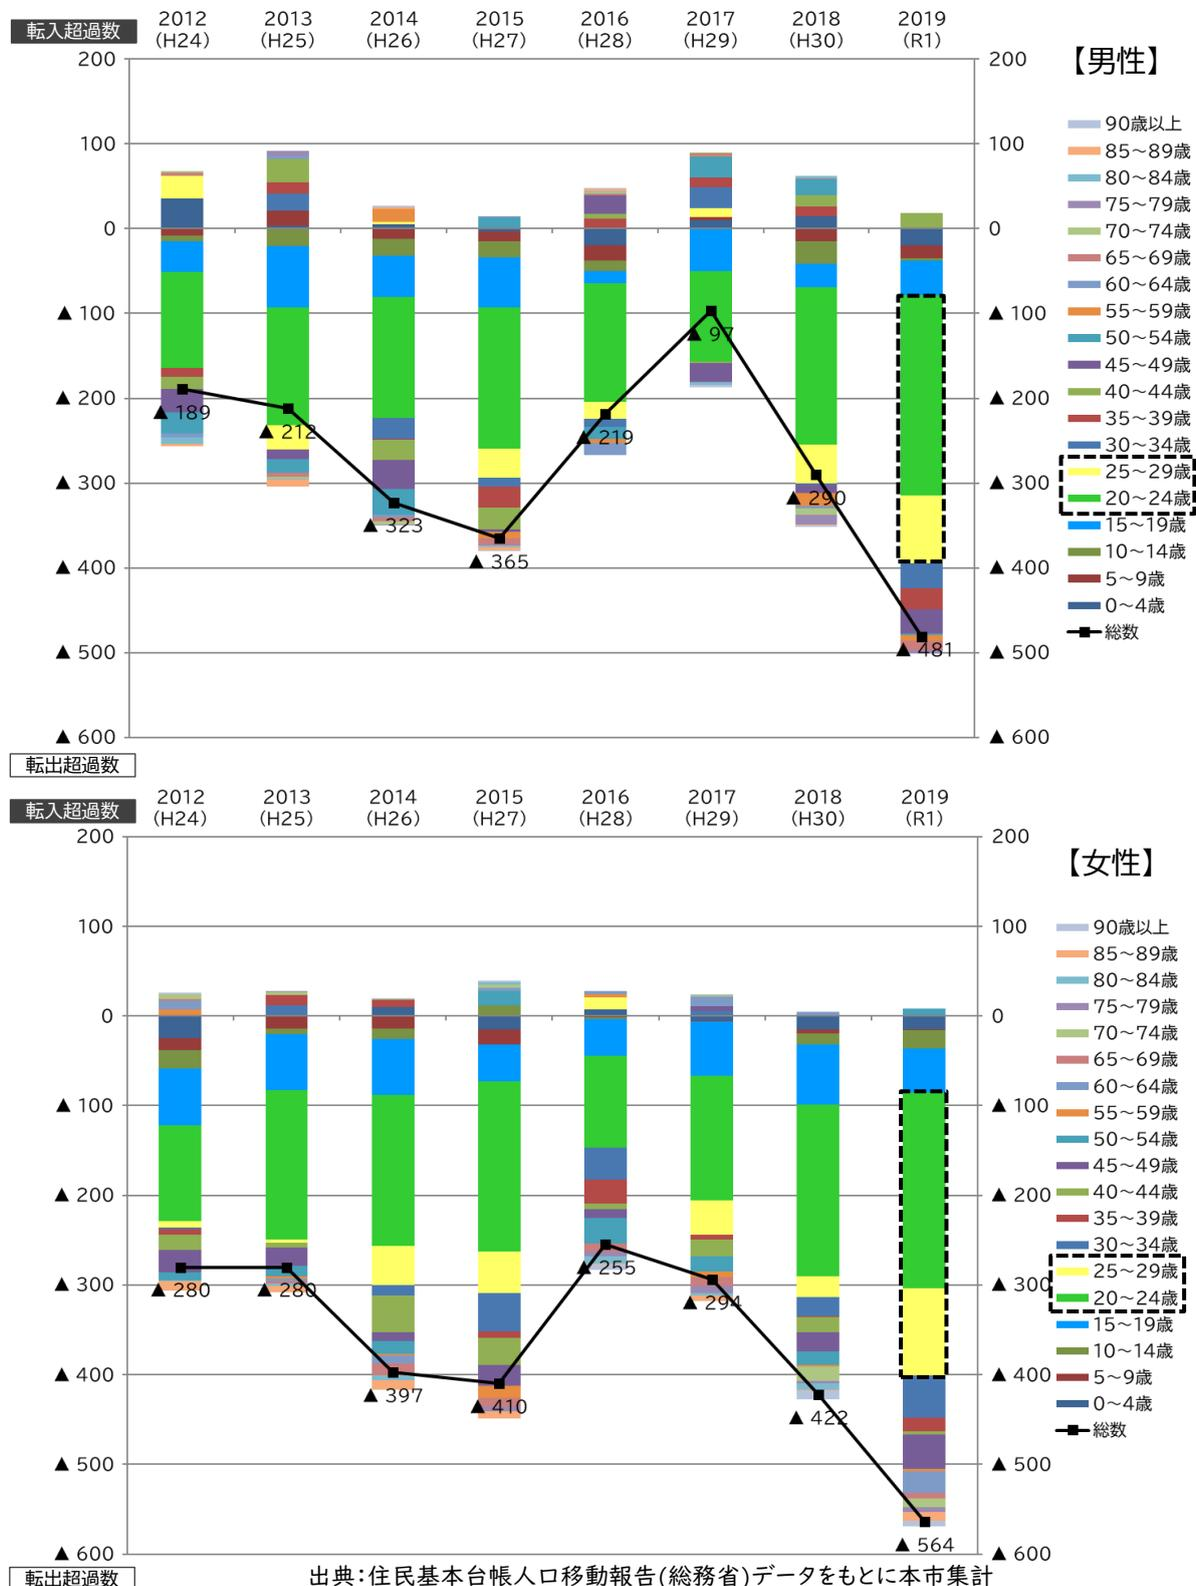 転入超過数
2012 2013 2014 2015 2016 2017 2018 2019
(H24) (H25) (H26) (H27) (H28) (H29) (H30) (R1)
【男性】
200 200
100 100
0 0
▲ 100 ▲ 100
▲ 200 ▲ 200
▲ 300 ▲ 300
▲ 400 ▲ 400
▲ 500 ▲ 500
▲ 600 ▲ 600
▲ 189
▲ 212
▲ 323
▲ 365
▲ 219
▲ 97
▲ 290
▲ 481
90歳以上
85～89歳
80～84歳
75～79歳
70～74歳
65～69歳
60～64歳
55～59歳
50～54歳
45～49歳
40～44歳
35～39歳
30～34歳
25～29歳
20～24歳
15～19歳
10～14歳
5～9歳
0～4歳
総数
転出超過数
転入超過数
2012 2013 2014 2015 2016 2017 2018 2019
(H24) (H25) (H26) (H27) (H28) (H29) (H30) (R1)
【女性】
200 200
100 100
0 0
▲ 100 ▲ 100
▲ 200 ▲ 200
▲ 300 ▲ 300
▲ 400 ▲ 400
▲ 500 ▲ 500
▲ 600 ▲ 600
▲ 280
▲ 280
▲ 397
▲ 410
▲ 255
▲ 294
▲ 422
▲ 564
90歳以上
85～89歳
80～84歳
75～79歳
70～74歳
65～69歳
60～64歳
55～59歳
50～54歳
45～49歳
40～44歳
35～39歳
30～34歳
25～29歳
20～24歳
15～19歳
10～14歳
5～9歳
0～4歳
総数
転出超過数
出典：住民基本台帳人口移動報告(総務省)データをもとに本市集計